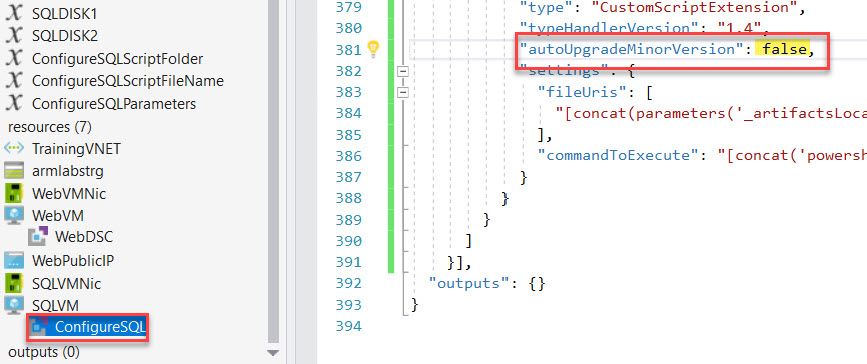 SQLDISK1
SQLDISK2
ConfigureSQLScriptFolder
ConfigureSQLScriptFileName
ConfigureSQLParameters
resources (7)
TrainingVNET
armlabstrg
WebVMNic
WebVM
WebDSC
WebPublicIP
SQLVMNic
SQLVM
ConfigureSQL
outputs (0)
379 "type": "CustomScriptExtension",
380 "typeHandlerVersion": "1.4",
381 "autoUpgradeMinorVersion": false,
382 "settings": {
383 "fileUris": [
384 "[concat(parameters('_artifactsLoca
385 ],
386 "commandToExecute": "[concat('powersh
387 }
388 }
389 }
390 ]
391 }],
392 "outputs": {}
393 }
394